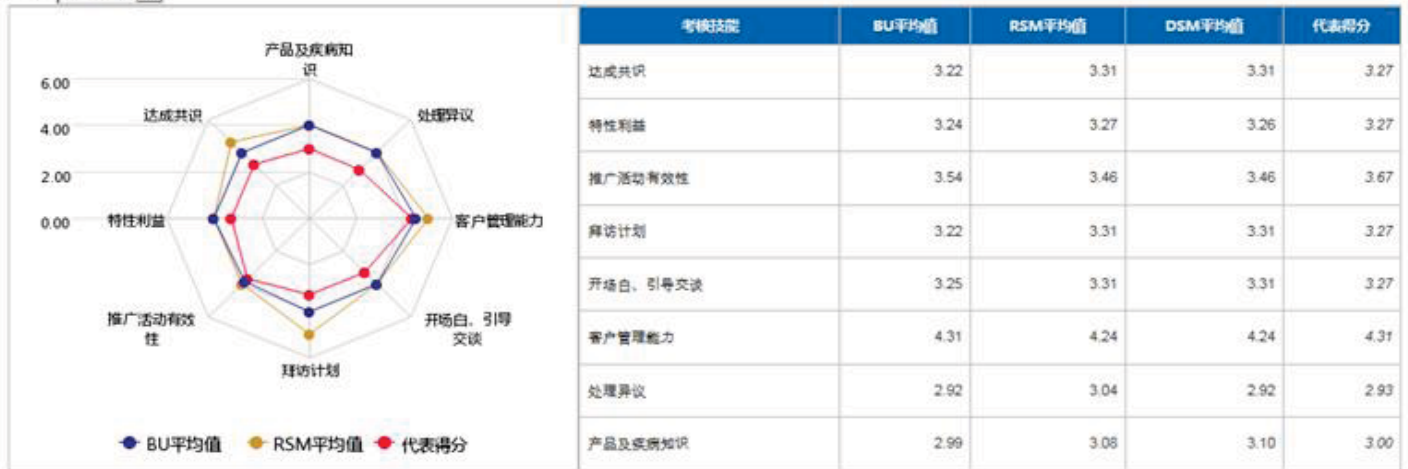 产品及疾病知
识
6.00
达成共识
处理异议
4.00
2.00
0.00
特性利益
客户管理能力
推广活动有效
性
开场白、引导
交谈
拜访计划
BU平均值 RSM平均值 代表得分
考核技能 BU平均值 RSM平均值 DSM平均值 代表得分
达成共识 3.22 3.31 3.31 3.27
特性利益 3.24 3.27 3.26 3.27
推广活动有效性 3.54 3.46 3.46 3.67
拜访计划 3.22 3.31 3.31 3.27
开场白、引导交谈 3.25 3.31 3.31 3.27
客户管理能力 4.31 4.24 4.24 4.31
处理异议 2.92 3.04 2.92 2.93
产品及疾病知识 2.99 3.08 3.10 3.00